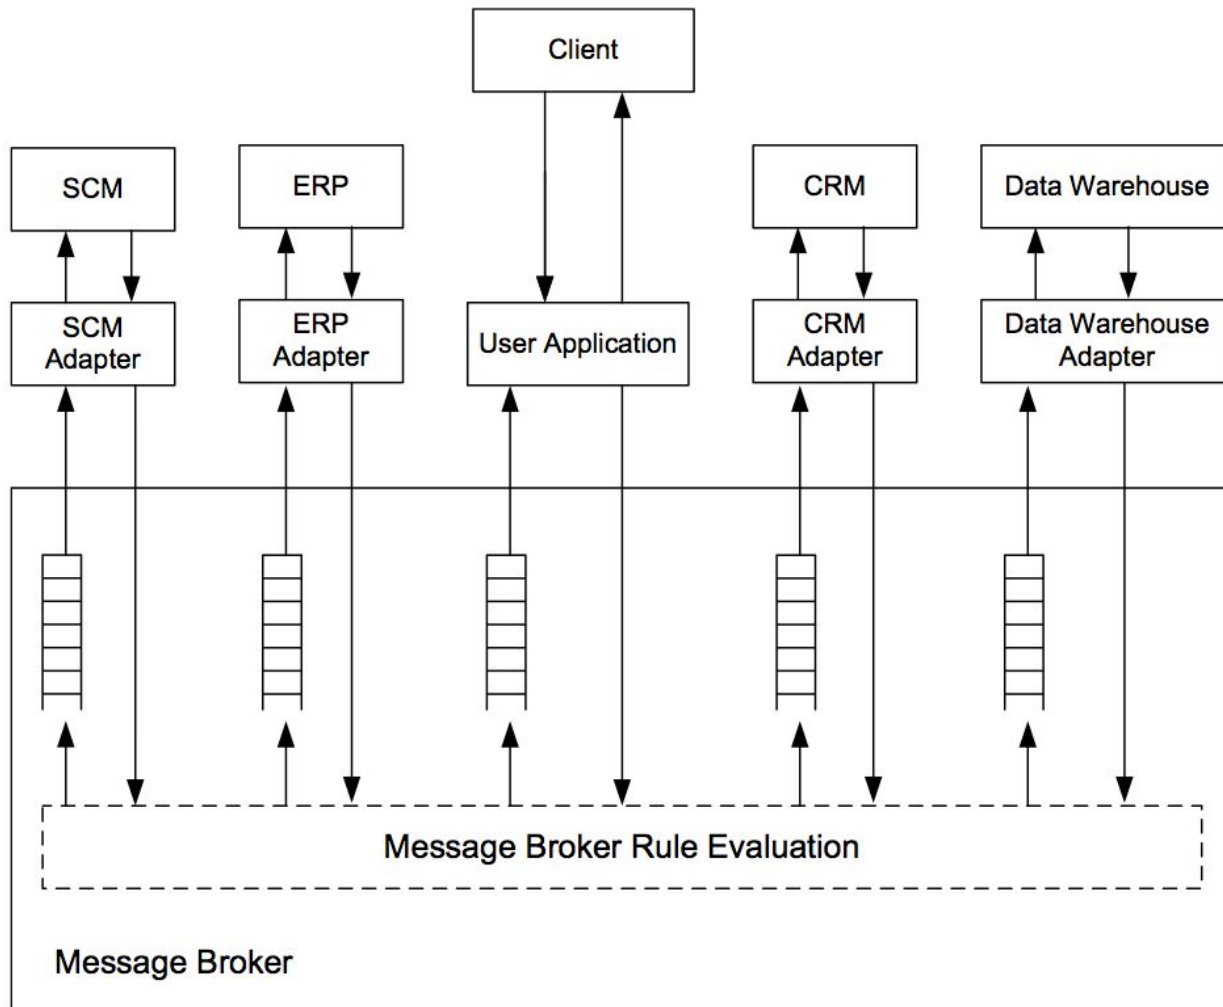 Client
SCM
ERP
CRM
Data Warehouse
SCM
Adapter
ERP
Adapter
User Application
CRM
Adapter
Data Warehouse
Adapter
Message Broker Rule Evaluation
Message Broker